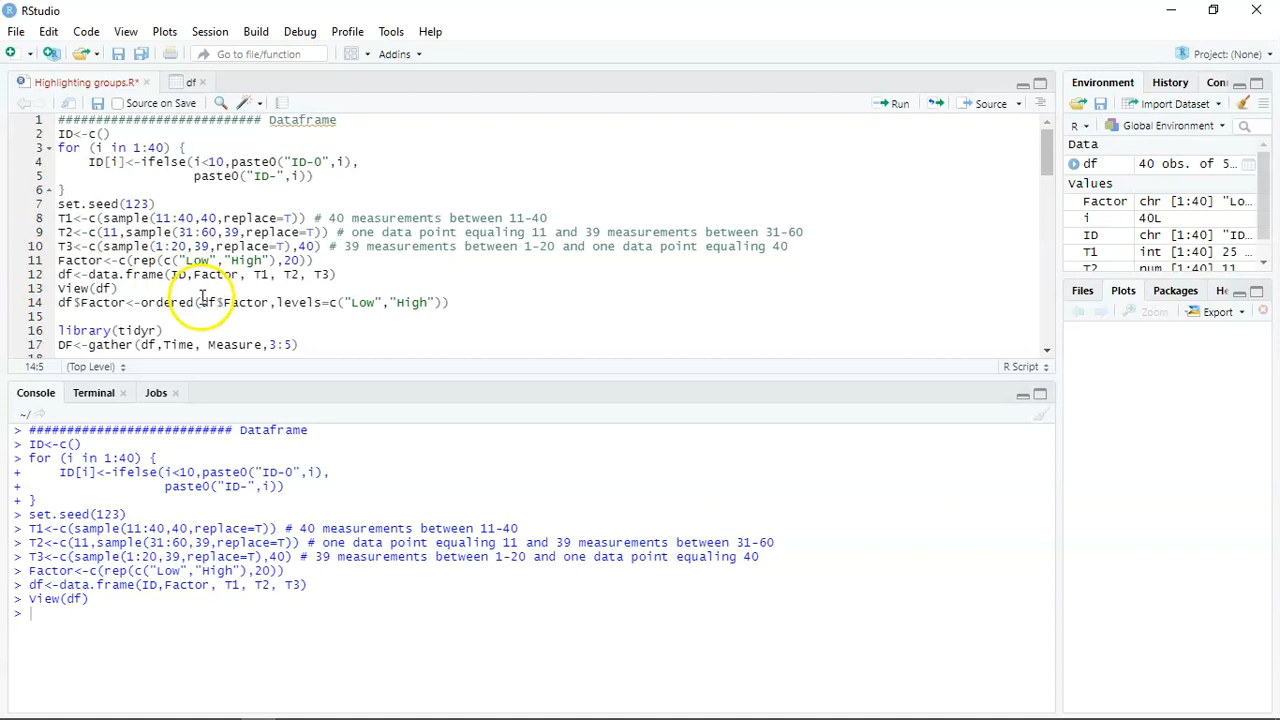 RStudio
File Edit Code View Plots Session Build Debug Profile Tools Help
Go to file/function Addins Project: (None)
Highlighting groups.R* df
Source on Save Run Source
1 ########################### Dataframe
2 ID<-c()
3 for (i in 1:40) {
4 ID[i]<-ifelse(i<10,paste0("ID-0",i),
5 paste0("ID-",i))
6 }
7 set.seed(123)
8 T1<-c(sample(11:40,40,replace=T)) # 40 measurements between 11-40
9 T2<-c(11,sample(31:60,39,replace=T)) # one data point equaling 11 and 39 measurements between 31-60
10 T3<-c(sample(1:20,39,replace=T),40) # 39 measurements between 1-20 and one data point equaling 40
11 Factor<-c(rep(c("Low","High"),20))
12 df<-data.frame(ID,Factor, T1, T2, T3)
13 View(df)
14 df$Factor<-ordered(df$Factor,levels=c("Low","High"))
15
16 library(tidyr)
17 DF<-gather(df,Time, Measure,3:5)
18
14:5 (Top Level) R Script
Console Terminal Jobs
~/
> ########################### Dataframe
> ID<-c()
> for (i in 1:40) {
+ ID[i]<-ifelse(i<10,paste0("ID-0",i),
+ paste0("ID-",i))
+ }
> set.seed(123)
> T1<-c(sample(11:40,40,replace=T)) # 40 measurements between 11-40
> T2<-c(11,sample(31:60,39,replace=T)) # one data point equaling 11 and 39 measurements between 31-60
> T3<-c(sample(1:20,39,replace=T),40) # 39 measurements between 1-20 and one data point equaling 40
> Factor<-c(rep(c("Low","High"),20))
> df<-data.frame(ID,Factor, T1, T2, T3)
> View(df)
>
Environment History Con
Import Dataset
R Global Environment
Data
df 40 obs. of 5…
Values
Factor chr [1:40] "Lo…
i 40L
ID chr [1:40] "ID…
T1 int [1:40] 25 …
T2 num [1:40] 11 …
Files Plots Packages He
Zoom Export